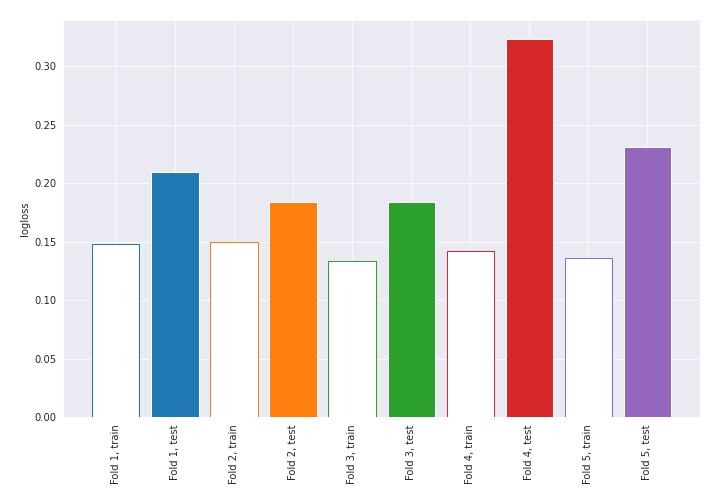 0.30
0.25
0.20
0.15
0.10
0.05
0.00
logloss
Fold 1, train
Fold 1, test
Fold 2, train
Fold 2, test
Fold 3, train
Fold 3, test
Fold 4, train
Fold 4, test
Fold 5, train
Fold 5, test